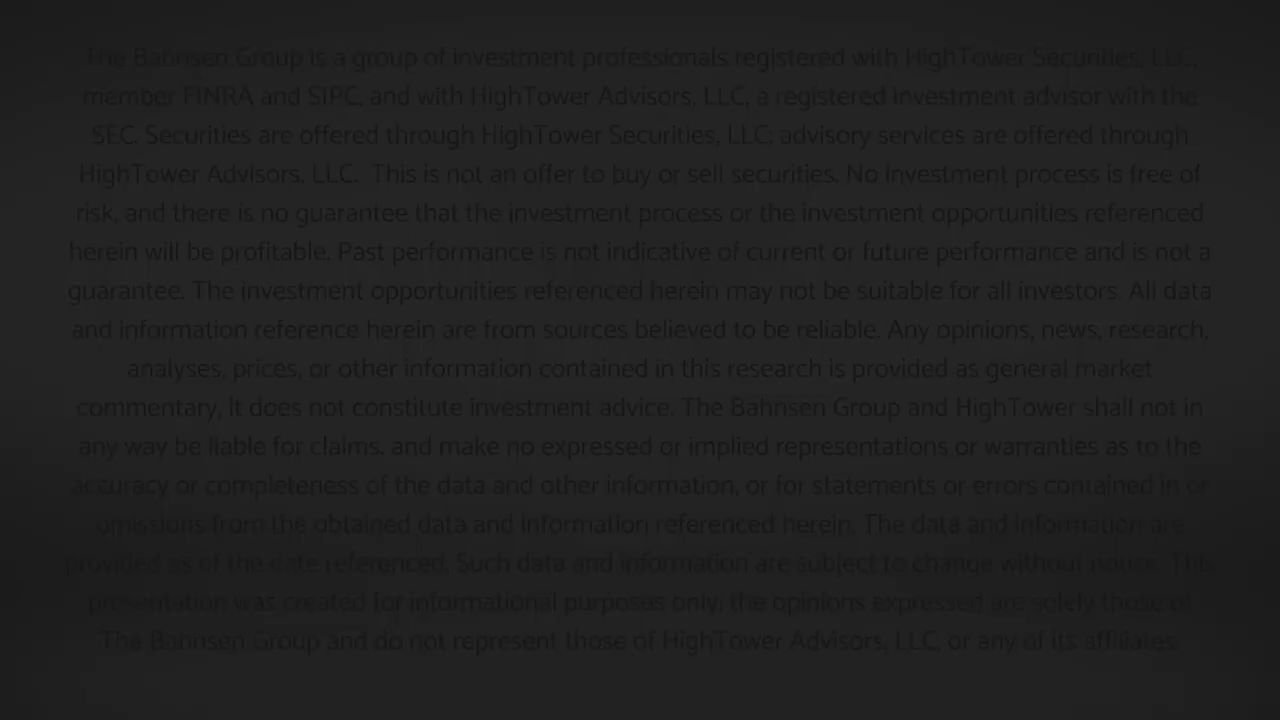 The Bahnsen Group is a group of investment professionals registered with HighTower Securities, LLC,
member FINRA and SIPC, and with HighTower Advisors, LLC, a registered investment advisor with the
SEC. Securities are offered through HighTower Securities, LLC; advisory services are offered through
HighTower Advisors. LLC. This is not an offer to buy or sell securities. No investment process is free of
risk, and there is no guarantee that the investment process or the investment opportunities referenced
herein will be profitable. Past performance is not indicative of current or future performance and is not a
guarantee. The investment opportunities referenced herein may not be suitable for all investors. All data
and information reference herein are from sources believed to be reliable. Any opinions, news, research,
analyses, prices, or other information contained in this research is provided as general market
commentary, it does not constitute investment advice. The Bahnsen Group and HighTower shall not in
any way be liable for claims. and make no expressed or implied representations or warranties as to the
accuracy or completeness of the data and other information, or for statements or errors contained in or
omissions from the obtained data and information referenced herein. The data and information are
provided as of the date referenced. Such data and information are subject to change without notice. This
presentation was created for informational purposes only; the opinions expressed are solely those of
The Bahnsen Group and do not represent those of HighTower Advisors, LLC, or any of its affiliates.